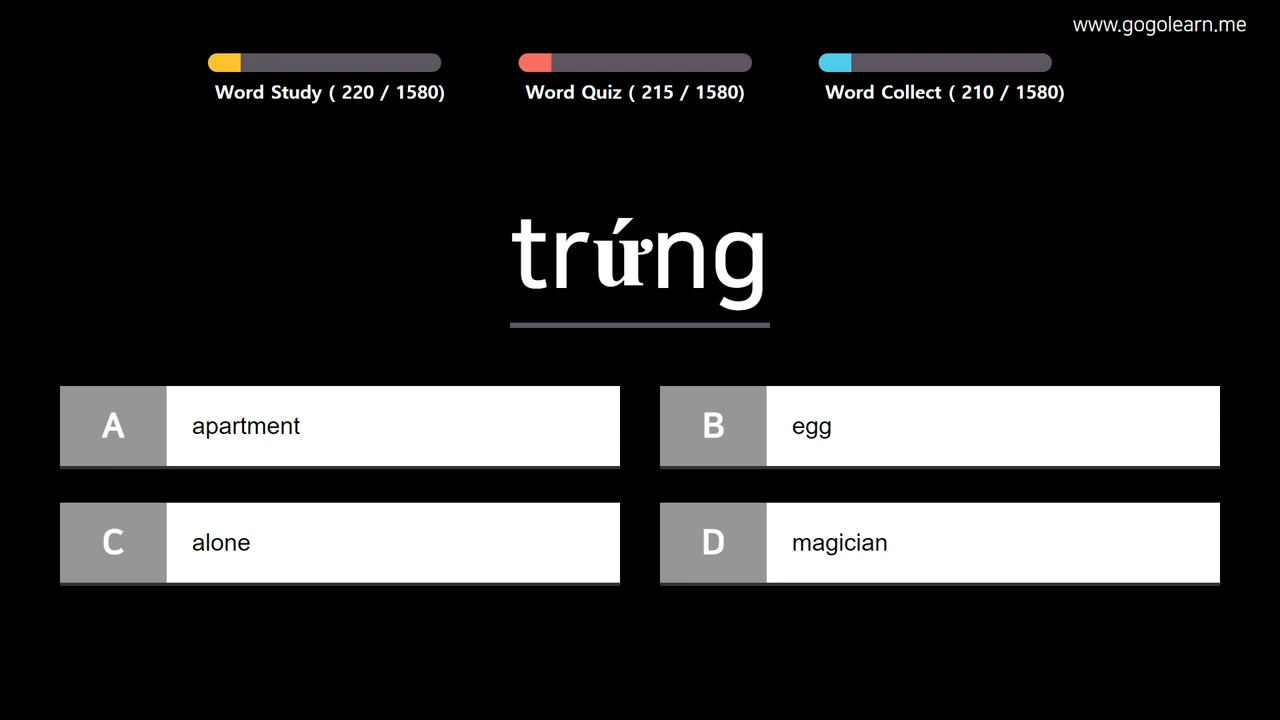 www.gogolearn.me
Word Study ( 220 / 1580)
Word Quiz ( 215 / 1580)
Word Collect ( 210 / 1580)
trứng
A apartment
B egg
C alone
D magician